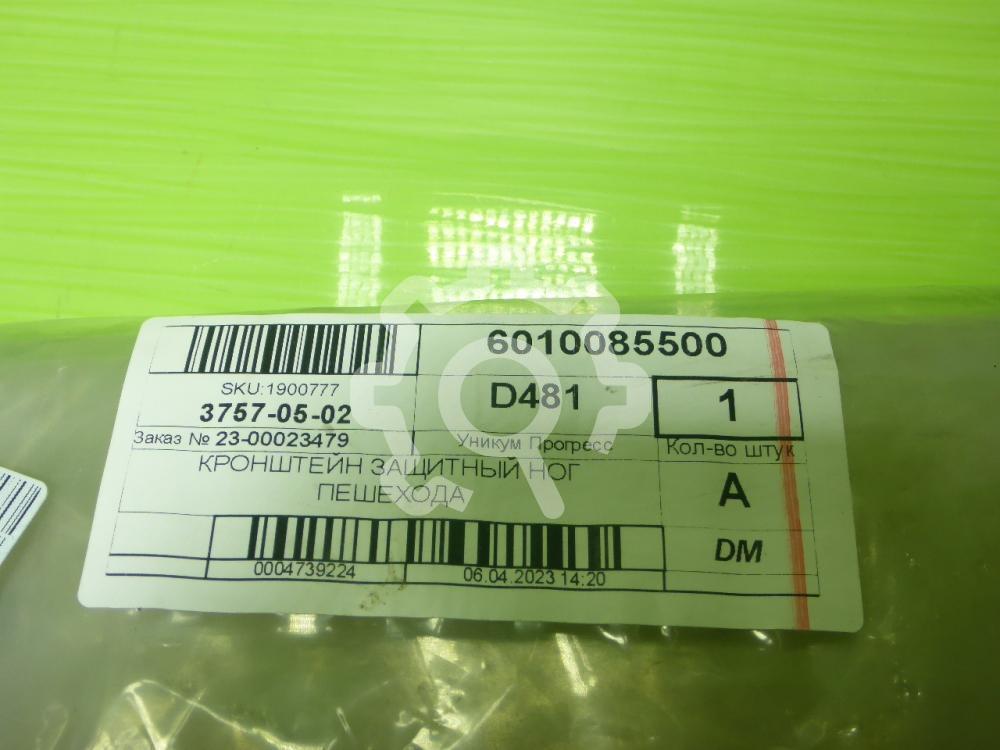 6010085500
SKU:1900777
3757-05-02
D481
1
Заказ № 23-00023479
Уникум Прогресс
Кол-во штук
КРОНШТЕЙН ЗАЩИТНЫЙ НОГ
ПЕШЕХОДА
A
DM
0004739224
06.04.2023 14:20